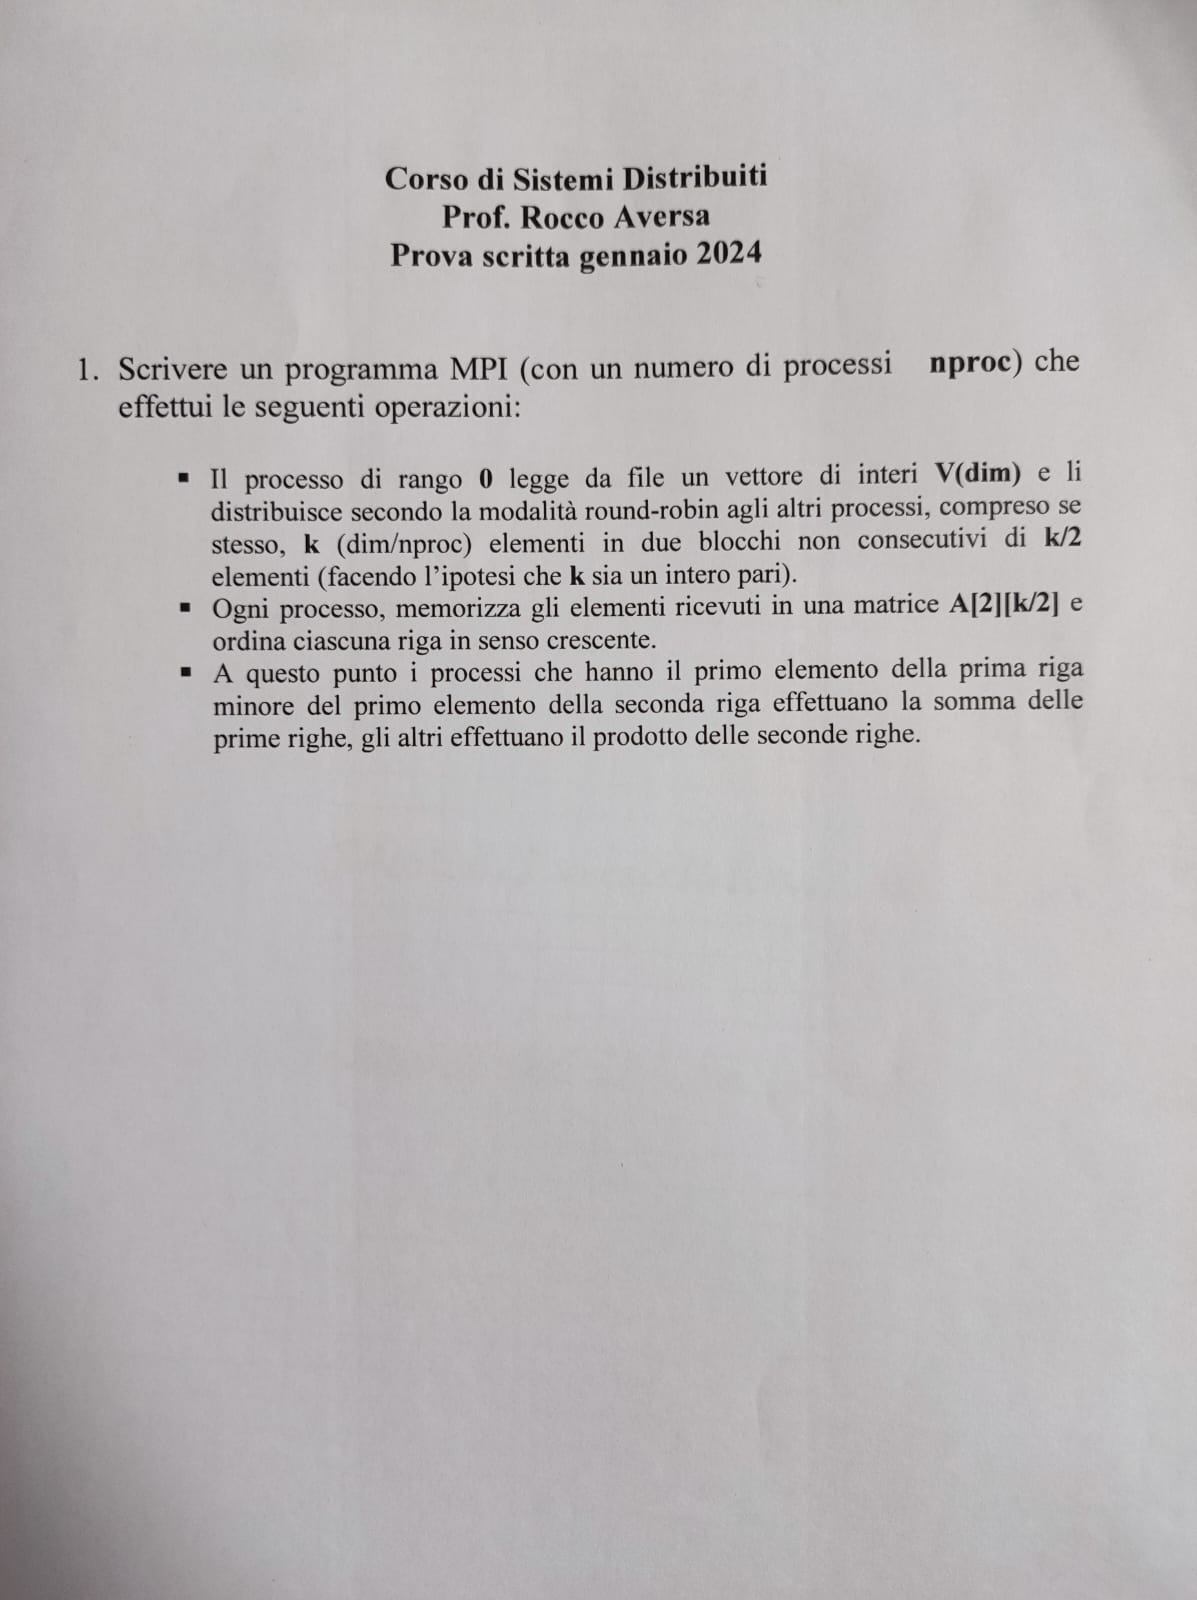 Corso di Sistemi Distribuiti
Prof. Rocco Aversa
Prova scritta gennaio 2024
1. Scrivere un programma MPI (con un numero di processi nproc) che
effettui le seguenti operazioni:
▪ Il processo di rango 0 legge da file un vettore di interi V(dim) e li
distribuisce secondo la modalità round-robin agli altri processi, compreso se
stesso, k (dim/nproc) elementi in due blocchi non consecutivi di k/2
elementi (facendo l’ipotesi che k sia un intero pari).
▪ Ogni processo, memorizza gli elementi ricevuti in una matrice A[2][k/2] e
ordina ciascuna riga in senso crescente.
▪ A questo punto i processi che hanno il primo elemento della prima riga
minore del primo elemento della seconda riga effettuano la somma delle
prime righe, gli altri effettuano il prodotto delle seconde righe.